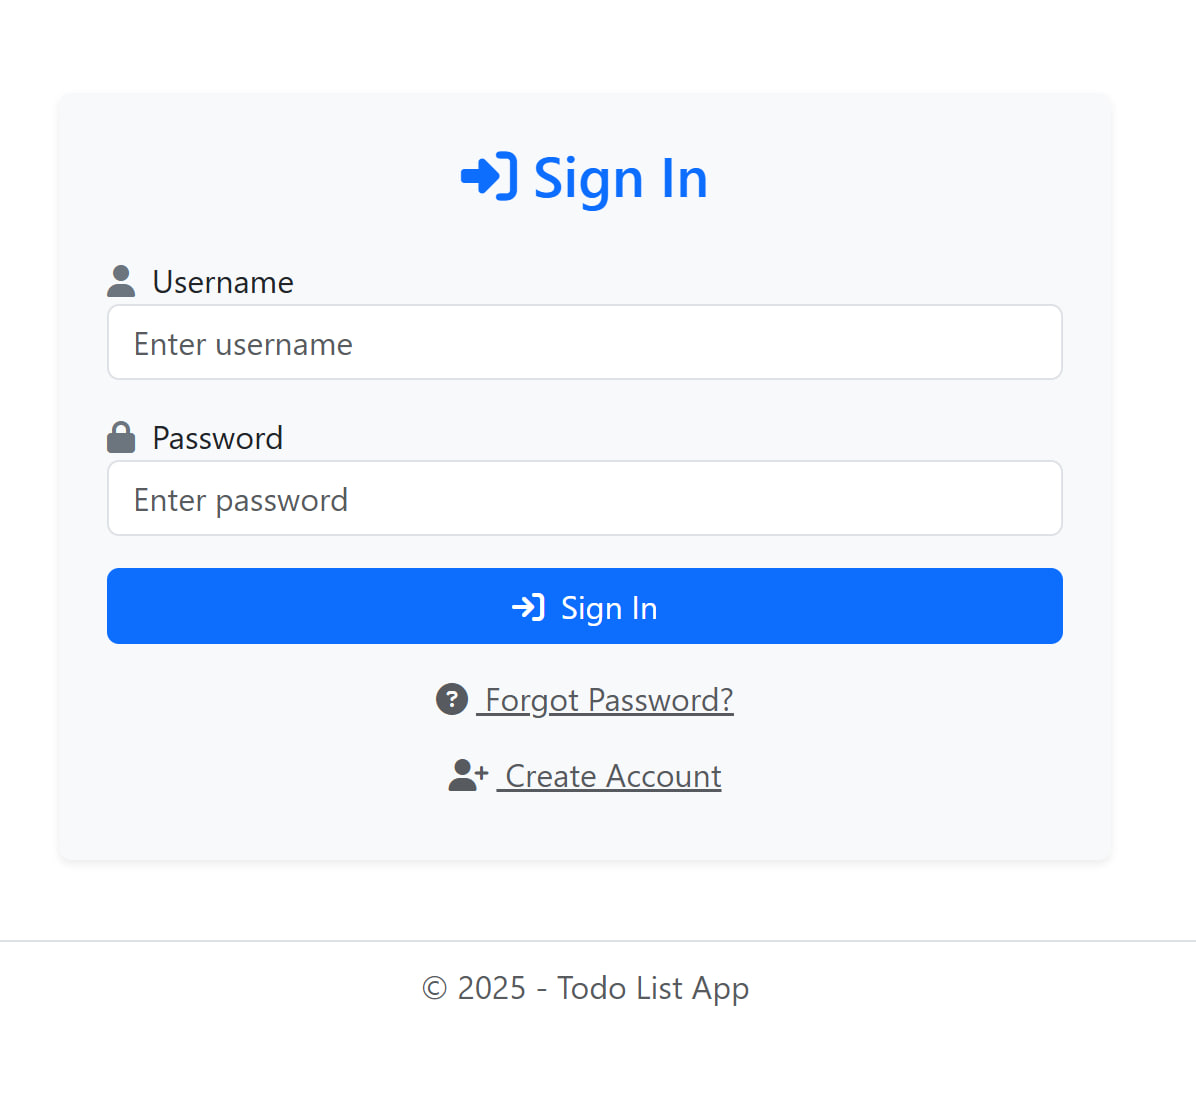 Sign In
Username
Enter username
Password
Enter password
Sign In
Forgot Password?
Create Account
© 2025 - Todo List App